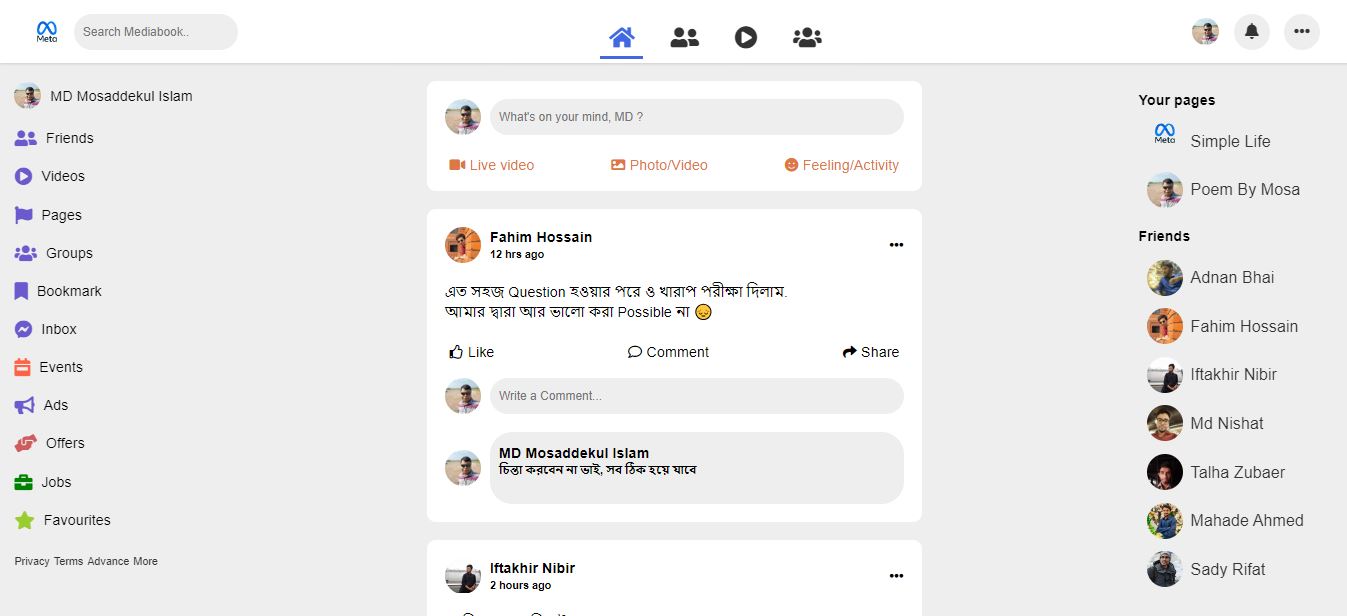 Meta
Search Mediabook..
MD Mosaddekul Islam
Friends
Videos
Pages
Groups
Bookmark
Inbox
Events
Ads
Offers
Jobs
Favourites
Privacy Terms Advance More
What's on your mind, MD ?
Live video
Photo/Video
Feeling/Activity
Fahim Hossain
12 hrs ago
এত সহজ Question হওয়ার পরে ও খারাপ পরীক্ষা দিলাম.
আমার দ্বারা আর ভালো করা Possible না 😞
Like
Comment
Share
Write a Comment...
MD Mosaddekul Islam
চিন্তা করবেন না ভাই, সব ঠিক হয়ে যাবে
Iftakhir Nibir
2 hours ago
Your pages
Meta
Simple Life
Poem By Mosa
Friends
Adnan Bhai
Fahim Hossain
Iftakhir Nibir
Md Nishat
Talha Zubaer
Mahade Ahmed
Sady Rifat